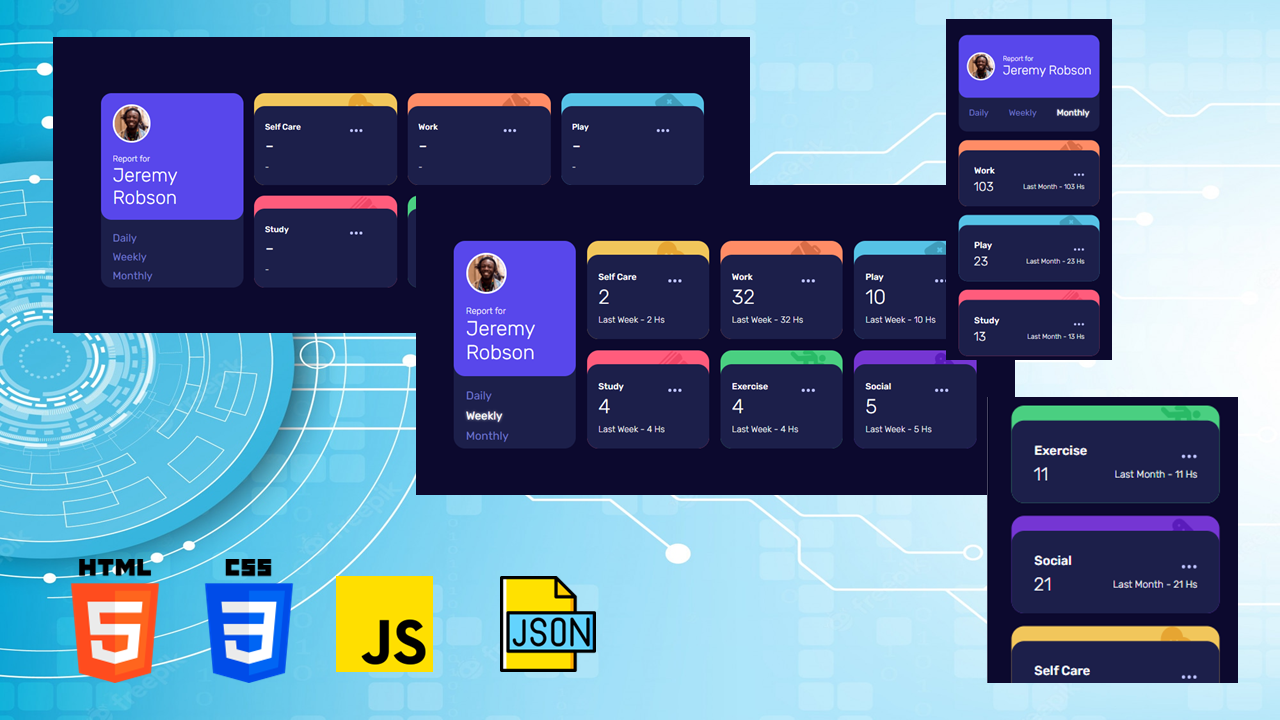 Report for
Jeremy
Robson
Daily
Weekly
Monthly
Self Care
-
-
Work
-
-
Play
-
-
Study
-
-
Report for
Jeremy
Robson
Daily
Weekly
Monthly
Self Care
2
Last Week - 2 Hs
Work
32
Last Week - 32 Hs
Play
10
Last Week - 10 Hs
Study
4
Last Week - 4 Hs
Exercise
4
Last Week - 4 Hs
Social
5
Last Week - 5 Hs
Report for
Jeremy Robson
Daily Weekly Monthly
Work
103 Last Month - 103 Hs
Play
23 Last Month - 23 Hs
Study
13 Last Month - 13 Hs
Exercise
11 Last Month - 11 Hs
Social
21 Last Month - 21 Hs
Self Care
HTML
5
CSS
3
JS
JSON